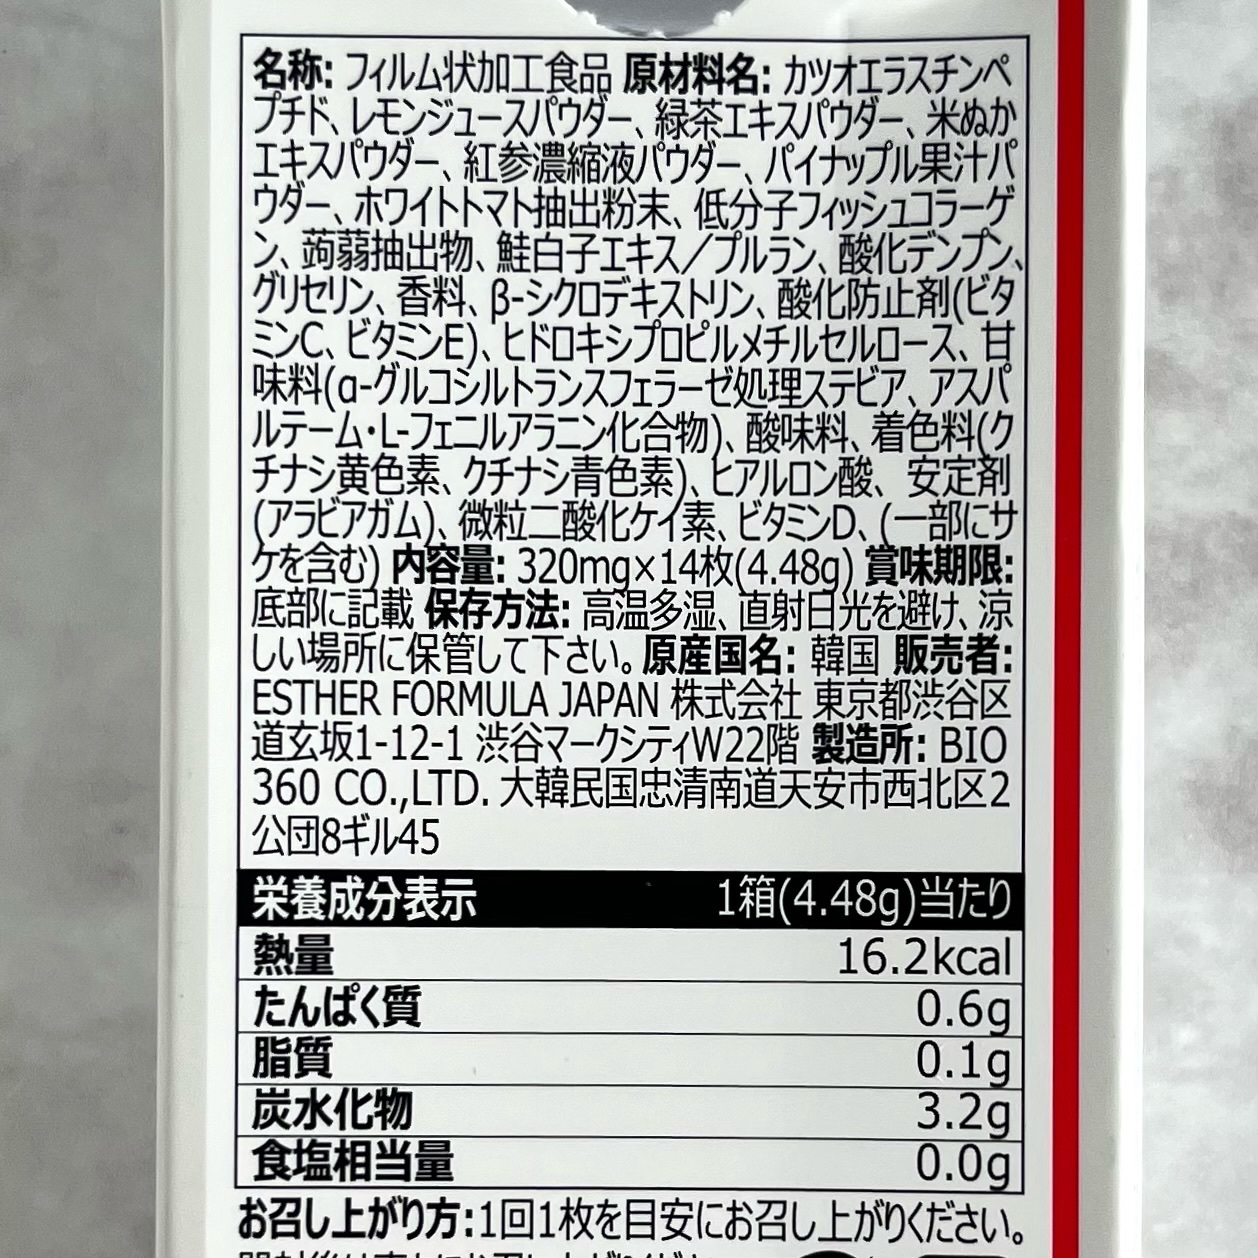 名称: フィルム状加工食品 原材料名: カツオエラスチンペ
プチド、レモンジュースパウダー、緑茶エキスパウダー、米ぬか
エキスパウダー、紅参濃縮液パウダー、パイナップル果汁パ
ウダー、ホワイトトマト抽出粉末、低分子フィッシュコラーゲ
ン、蒟蒻抽出物、鮭白子エキス／プルラン、酸化デンプン、
グリセリン、香料、β-シクロデキストリン、酸化防止剤(ビタ
ミンC、ビタミンE)、ヒドロキシプロピルメチルセルロース、甘
味料(α-グルコシルトランスフェラーゼ処理ステビア、アスパ
ルテーム・L-フェニルアラニン化合物)、酸味料、着色料(ク
チナシ黄色素、クチナシ青色素)、ヒアルロン酸、安定剤
(アラビアガム)、微粒二酸化ケイ素、ビタミンD、(一部にサ
ケを含む) 内容量: 320mg×14枚(4.48g) 賞味期限:
底部に記載 保存方法: 高温多湿、直射日光を避け、涼
しい場所に保管して下さい。原産国名: 韓国 販売者:
ESTHER FORMULA JAPAN 株式会社 東京都渋谷区
道玄坂1-12-1 渋谷マークシティW22階 製造所: BIO
360 CO.,LTD. 大韓民国忠清南道天安市西北区2
公団8ギル45
栄養成分表示 1箱(4.48g)当たり
熱量 16.2kcal
たんぱく質 0.6g
脂質 0.1g
炭水化物 3.2g
食塩相当量 0.0g
お召し上がり方:1回1枚を目安にお召し上がりください。